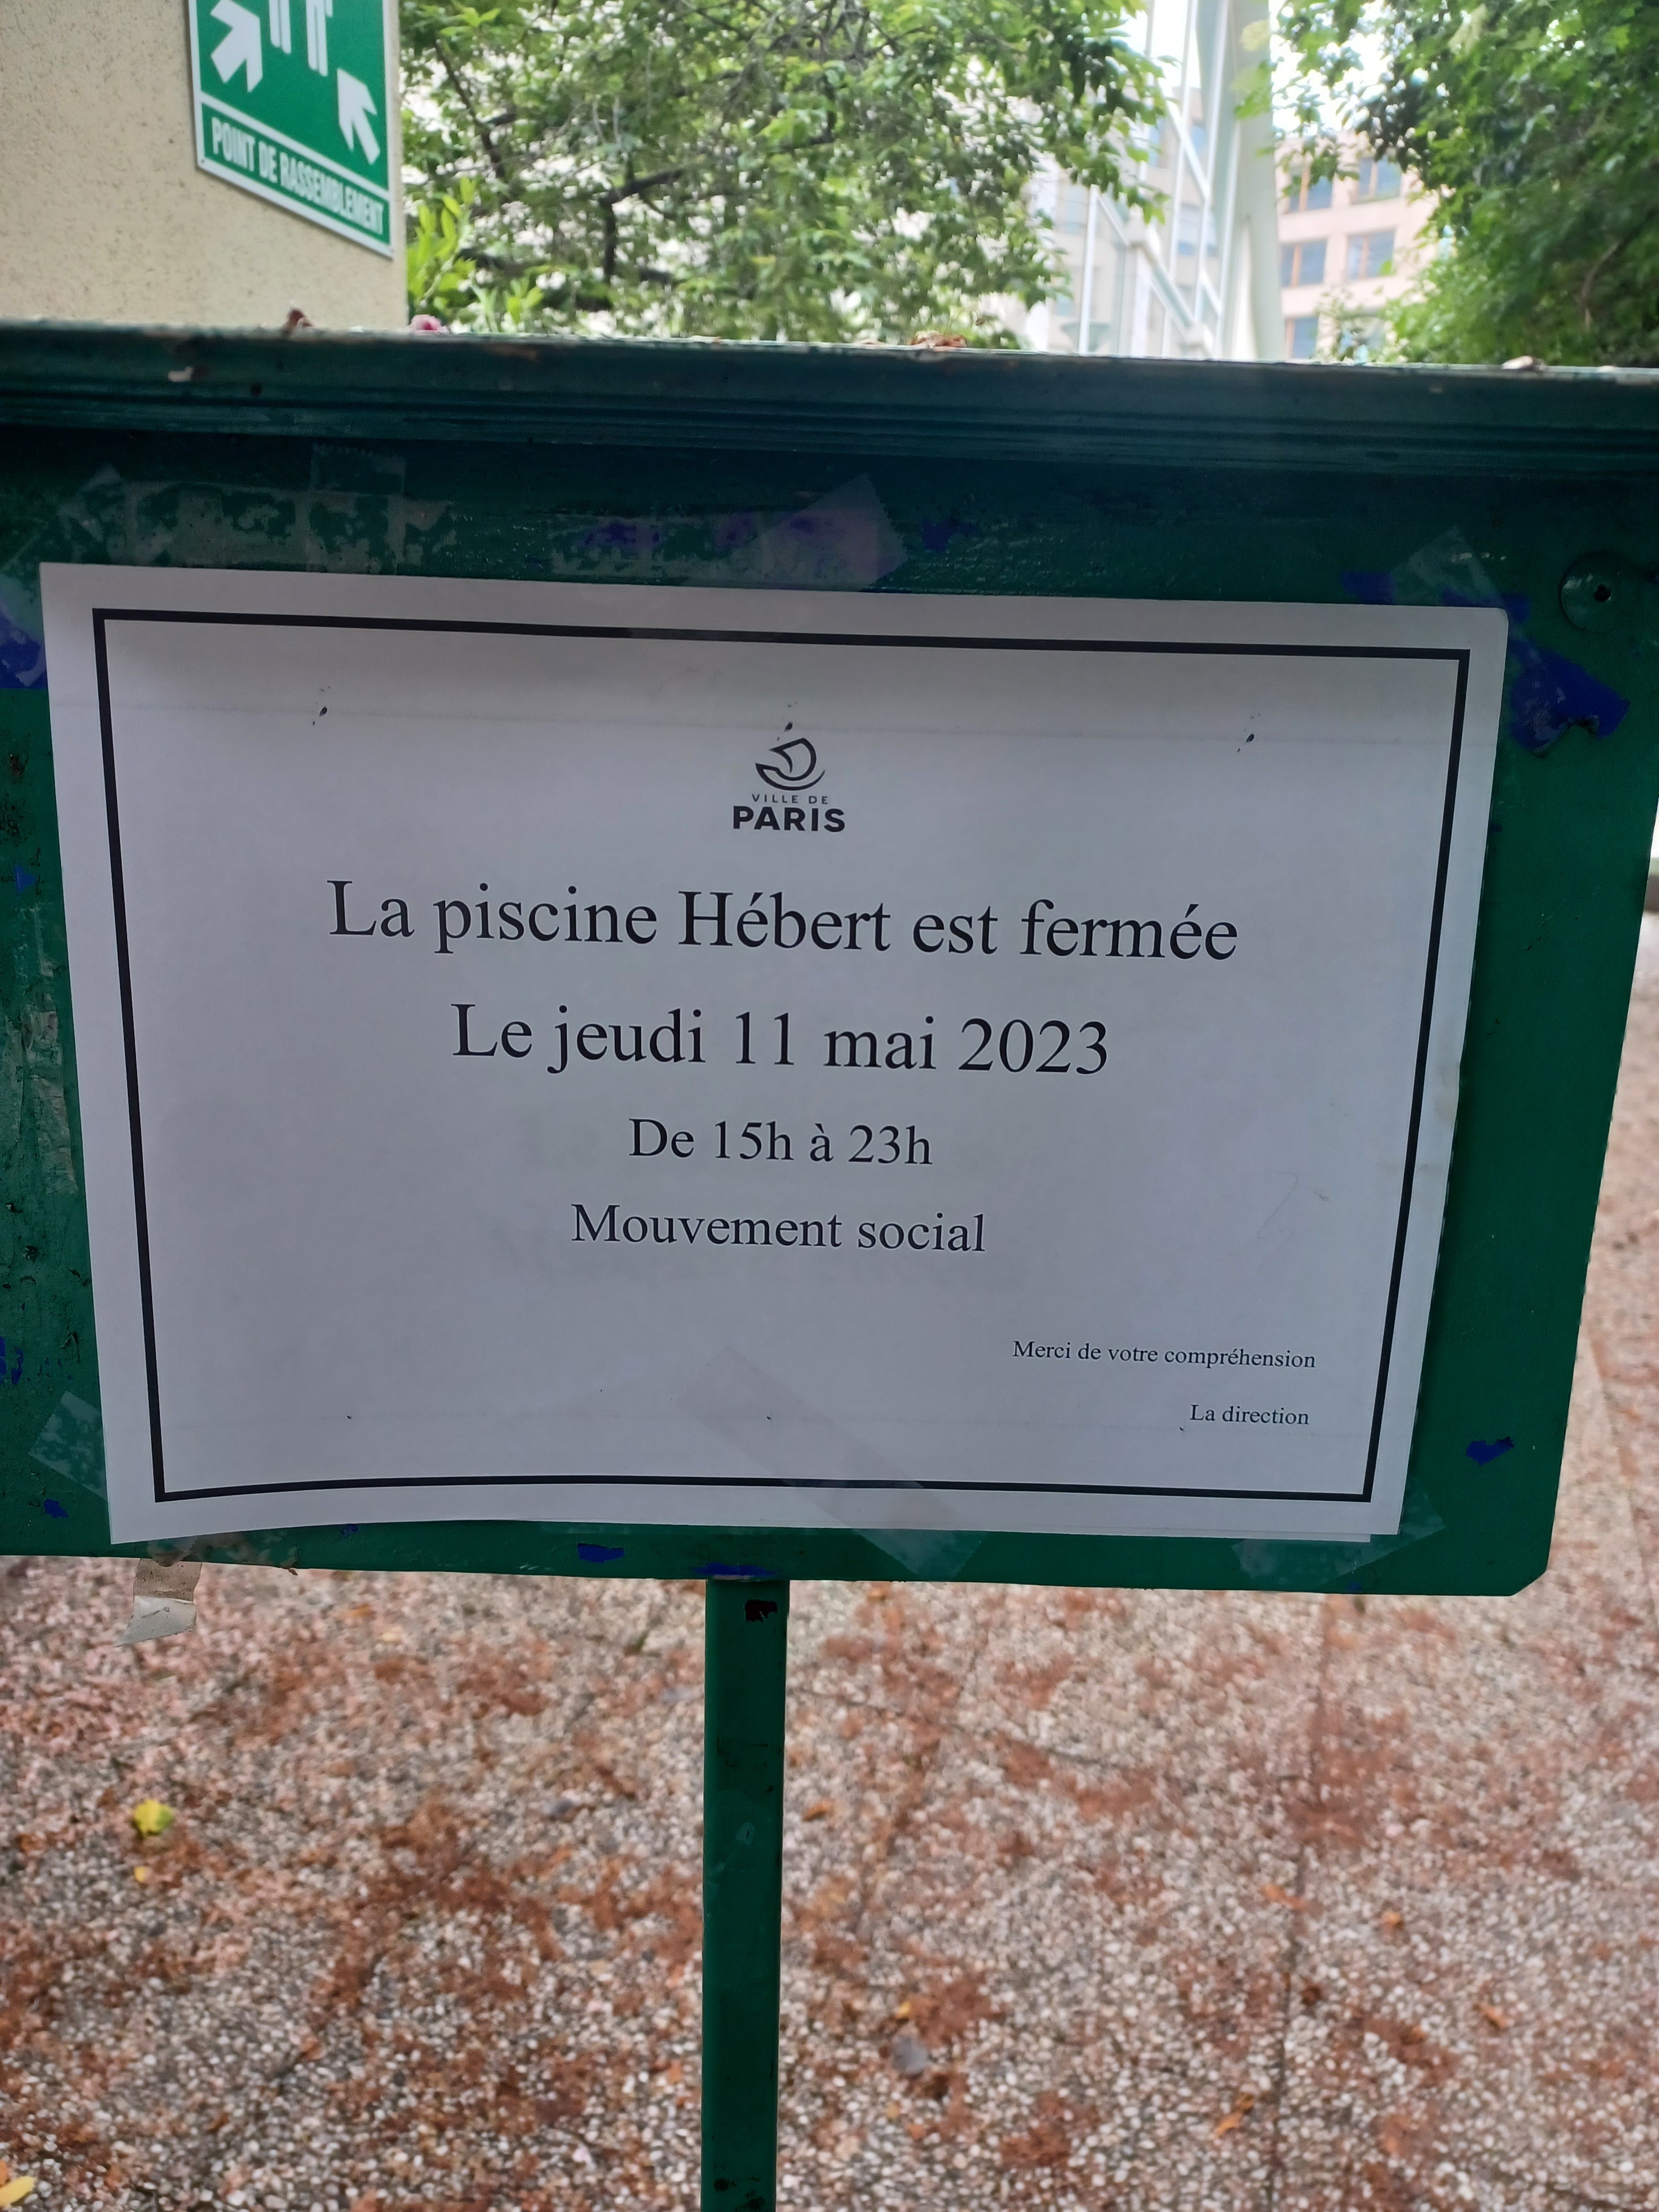 POINT DE RASSEMBLEMENT
VILLE DE
PARIS
La piscine Hébert est fermée
Le jeudi 11 mai 2023
De 15h à 23h
Mouvement social
Merci de votre compréhension
La direction